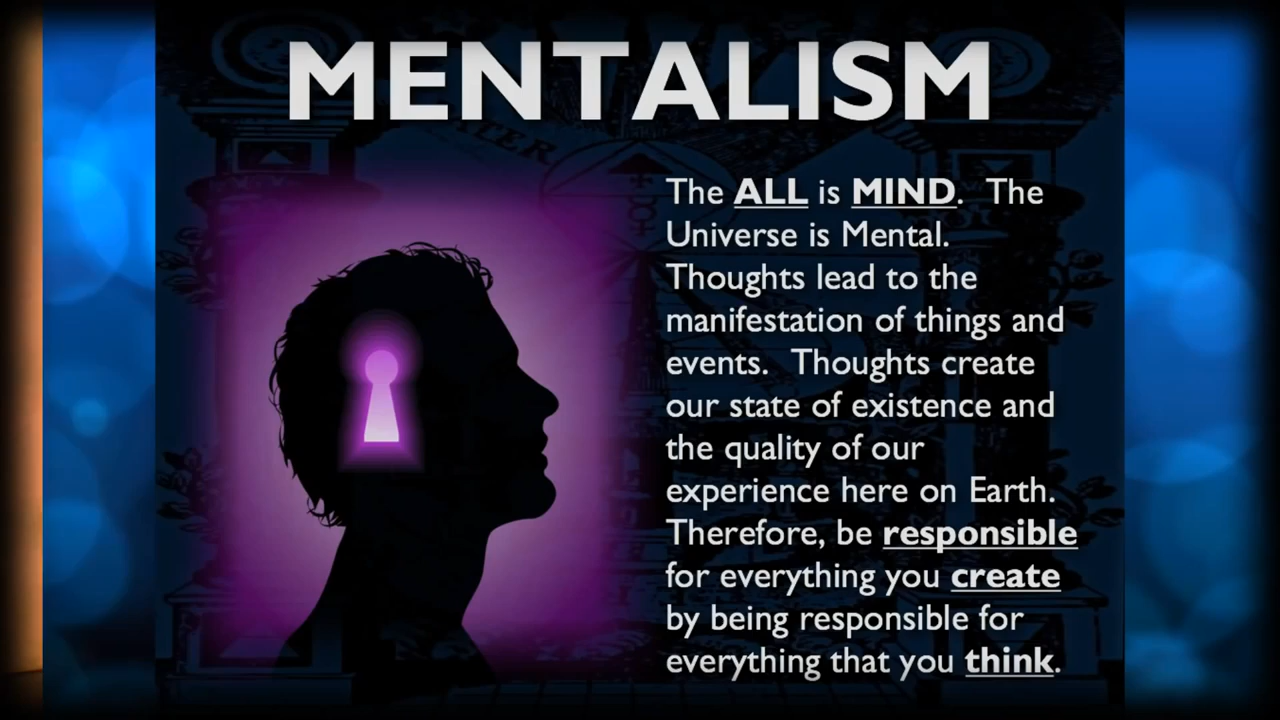 MENTALISM
The ALL is MIND. The
Universe is Mental.
Thoughts lead to the
manifestation of things and
events. Thoughts create
our state of existence and
the quality of our
experience here on Earth.
Therefore, be responsible
for everything you create
by being responsible for
everything that you think.